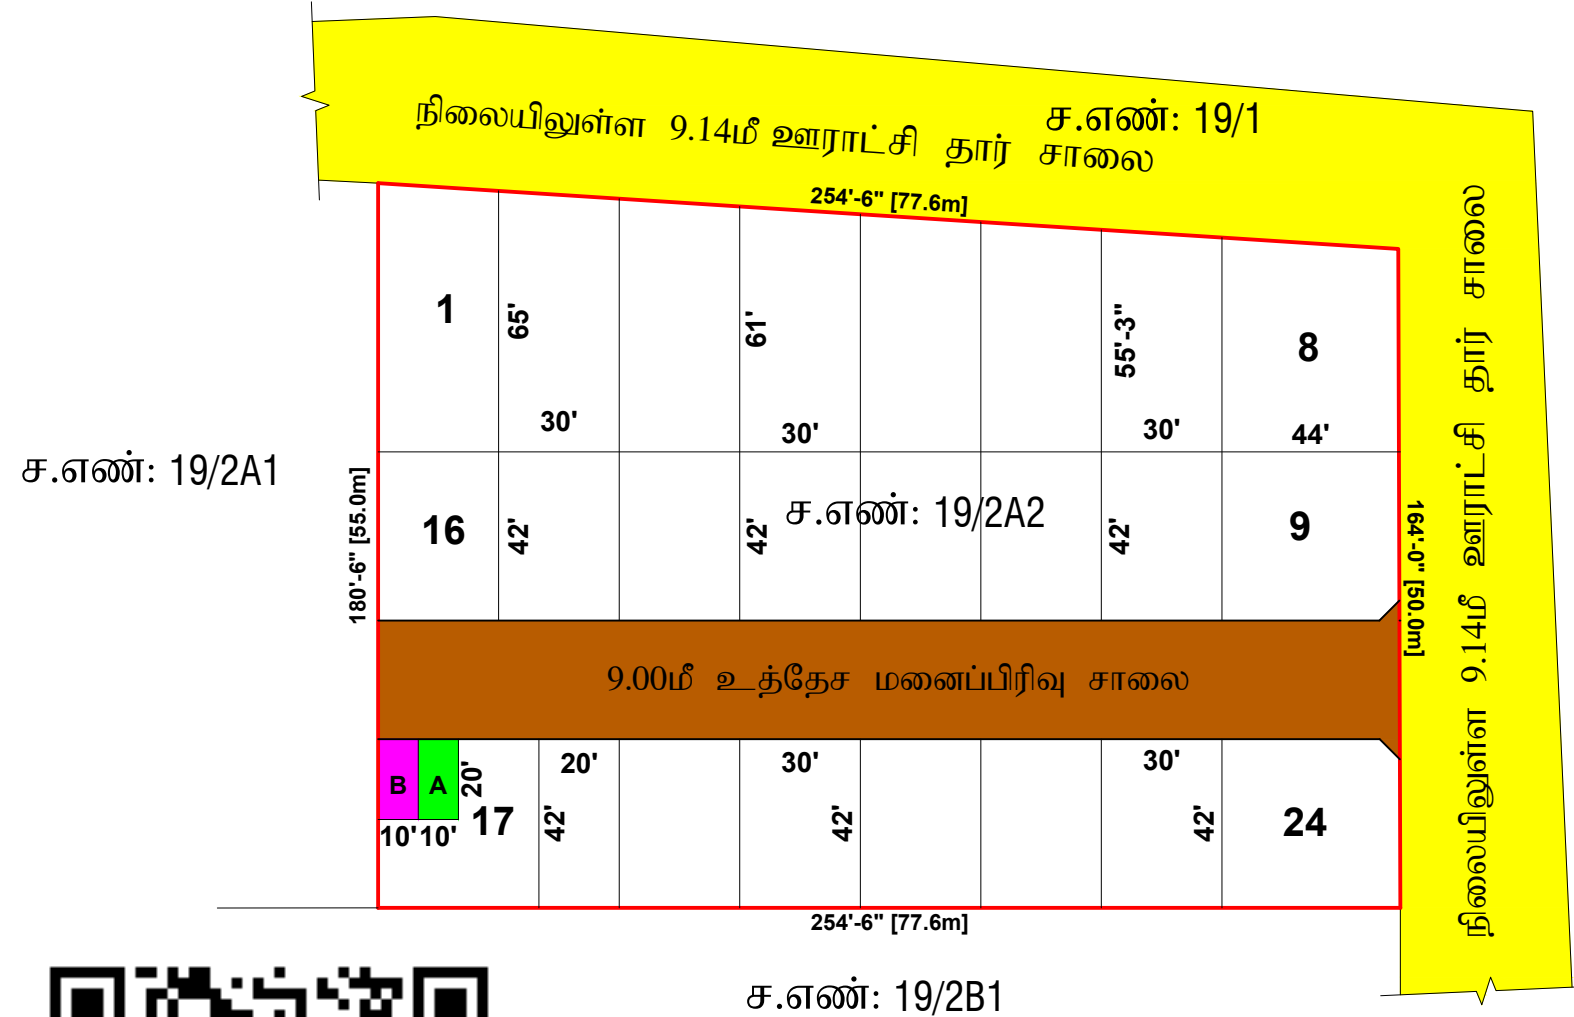 நிலையிலுள்ள 9.14மீ ஊராட்சி தார் சாலை
ச.எண்: 19/1
254'-6" [77.6m]
1
65'
61'
55'-3"
8
30'
30'
30'
44'
ச.எண்: 19/2A1
180'-6" [55.0m]
16
42'
42'
ச.எண்: 19/2A2
42'
9
164'-0" [50.0m]
நிலையிலுள்ள 9.14மீ ஊராட்சி தார் சாலை
9.00மீ உத்தேச மனைப்பிரிவு சாலை
B
A
20'
20'
30'
30'
10'
10'
17
42'
42'
42'
24
254'-6" [77.6m]
ச.எண்: 19/2B1